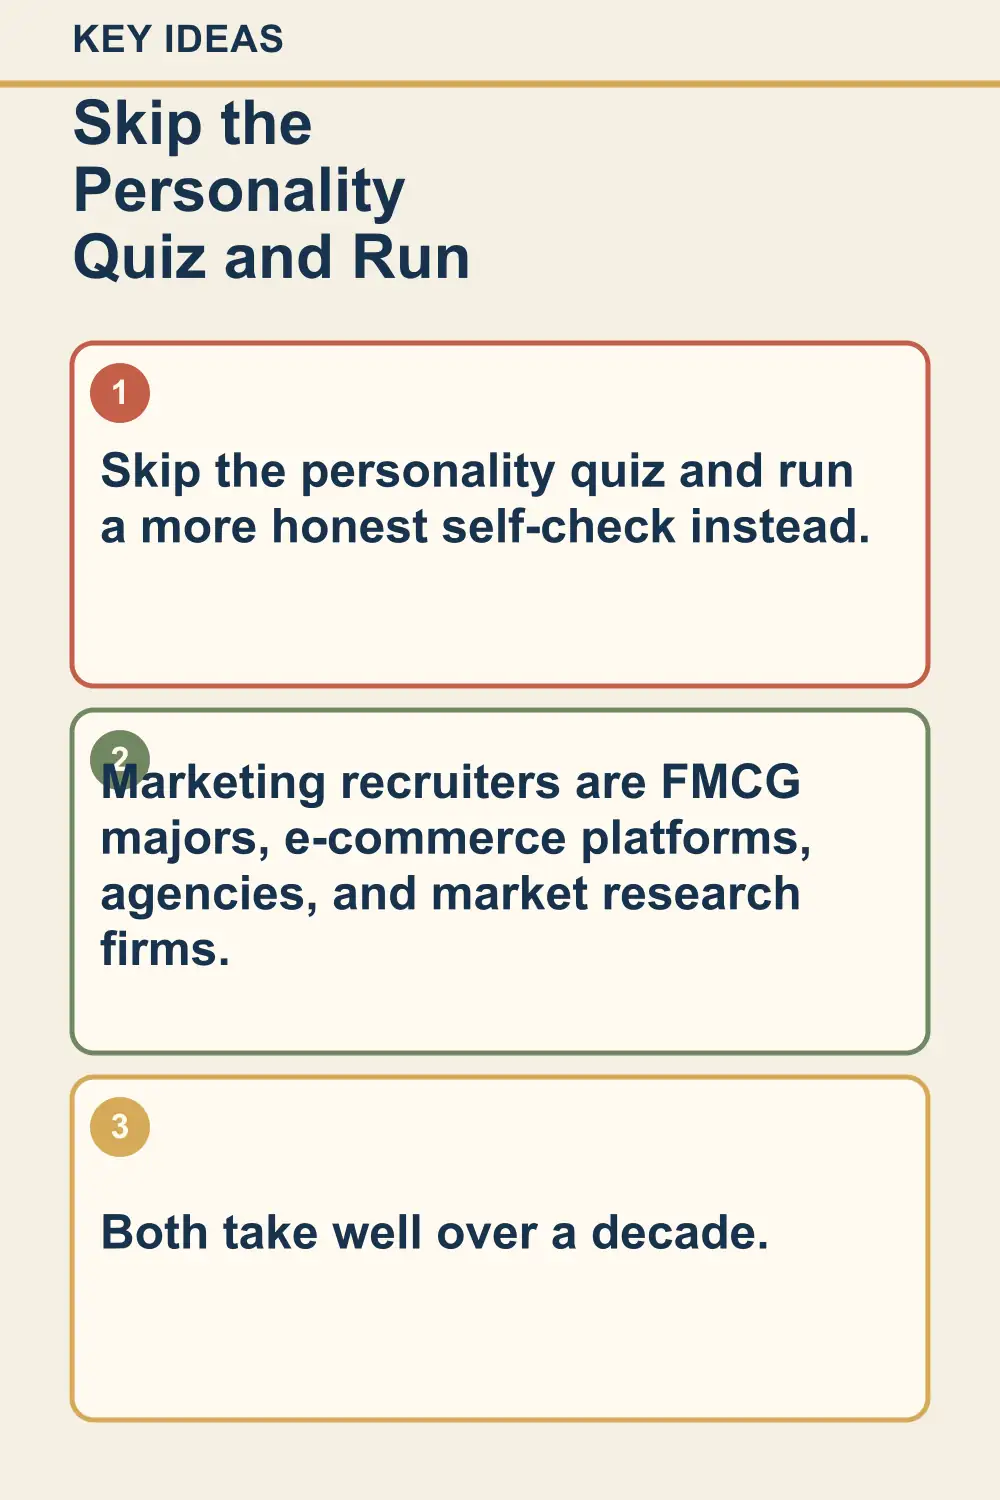 KEY IDEAS
Skip the
Personality
Quiz and Run
1
Skip the personality quiz and run
a more honest self-check instead.
2
Marketing recruiters are FMCG
majors, e-commerce platforms,
agencies, and market research
firms.
3
Both take well over a decade.